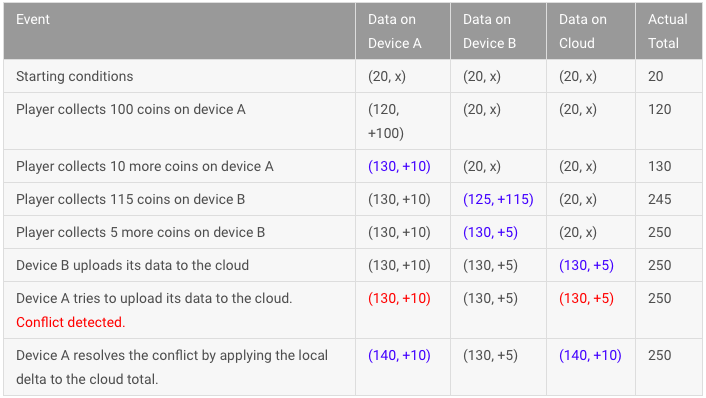 Event Data on Device A Data on Device B Data on Cloud Actual Total
Starting conditions (20, x) (20, x) (20, x) 20
Player collects 100 coins on device A (120, +100) (20, x) (20, x) 120
Player collects 10 more coins on device A (130, +10) (20, x) (20, x) 130
Player collects 115 coins on device B (130, +10) (125, +115) (20, x) 245
Player collects 5 more coins on device B (130, +10) (130, +5) (20, x) 250
Device B uploads its data to the cloud (130, +10) (130, +5) (130, +5) 250
Device A tries to upload its data to the cloud. (130, +10) (130, +5) (130, +5) 250
Conflict detected.
Device A resolves the conflict by applying the local (140, +10) (130, +5) (140, +10) 250
delta to the cloud total.